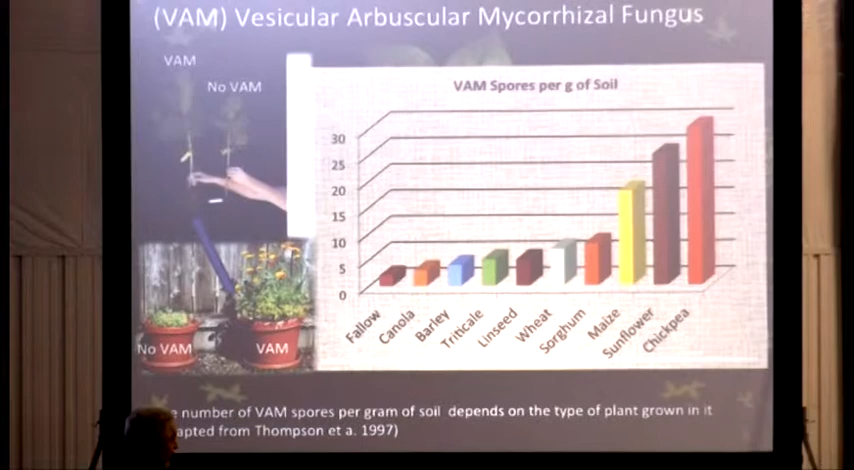 (VAM) Vesicular Arbuscular Mycorrhizal Fungus
VAM
No VAM
VAM Spores per g of Soil
30
25
20
15
10
5
0
Fallow
Canola
Barley
Triticale
Linseed
Wheat
Sorghum
Maize
Sunflower
Chickpea
No VAM
VAM
number of VAM spores per gram of soil depends on the type of plant grown in it
apted from Thompson et a. 1997)